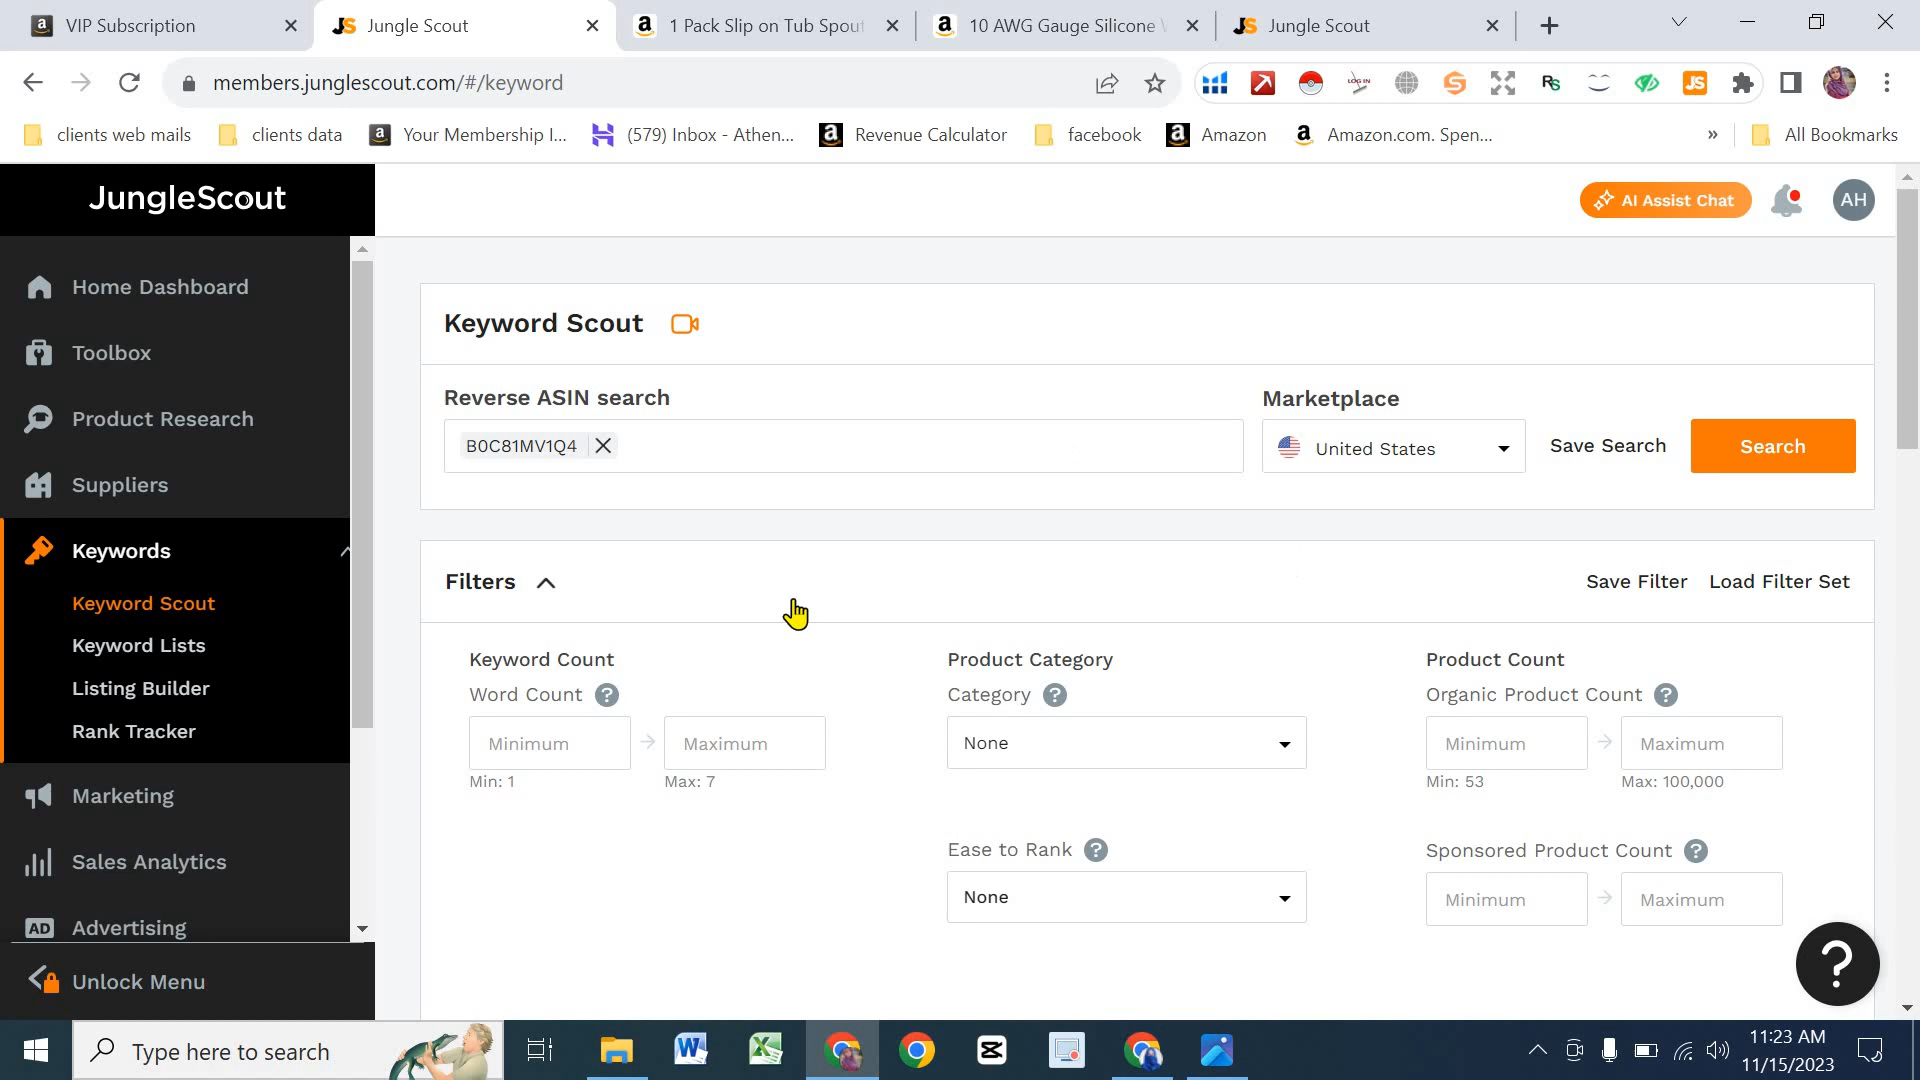 VIP Subscription
Jungle Scout
1 Pack Slip on Tub Spout
10 AWG Gauge Silicone
Jungle Scout
members.junglescout.com/#/keyword
LOG IN
RS
JS
clients web mails
clients data
Your Membership I...
(579) Inbox - Athen...
Revenue Calculator
facebook
Amazon
Amazon.com. Spen...
»
All Bookmarks
JungleScout
AI Assist Chat
AH
Home Dashboard
Toolbox
Product Research
Suppliers
Keywords
Keyword Scout
Keyword Lists
Listing Builder
Rank Tracker
Marketing
Sales Analytics
AD Advertising
Unlock Menu
Keyword Scout
Reverse ASIN search
Marketplace
B0C81MV1Q4
United States
Save Search
Search
Filters
Save Filter
Load Filter Set
Keyword Count
Product Category
Product Count
Word Count ?
Category ?
Organic Product Count ?
Minimum
Maximum
None
Minimum
Maximum
Min: 1
Max: 7
Min: 53
Max: 100,000
Ease to Rank ?
Sponsored Product Count ?
None
Minimum
Maximum
?
Type here to search
11:23 AM
11/15/2023